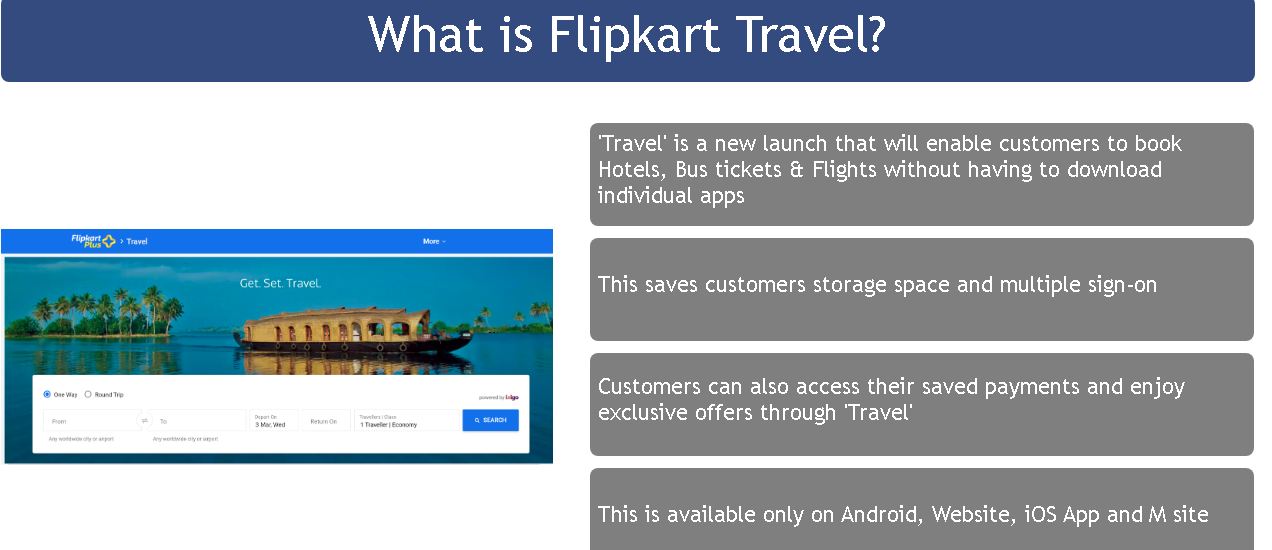 What is Flipkart Travel?
'Travel' is a new launch that will enable customers to book
Hotels, Bus tickets & Flights without having to download
individual apps
This saves customers storage space and multiple sign-on
Customers can also access their saved payments and enjoy
exclusive offers through 'Travel'
This is available only on Android, Website, iOS App and M site
Flipkart
Plus
Travel
More
Get. Set. Travel.
One Way
Round Trip
powered by ixigo
From
To
Depart On
3 Mar, Wed
Return On
Travellers | Class
1 Traveller | Economy
SEARCH
Any worldwide city or airport
Any worldwide city or airport